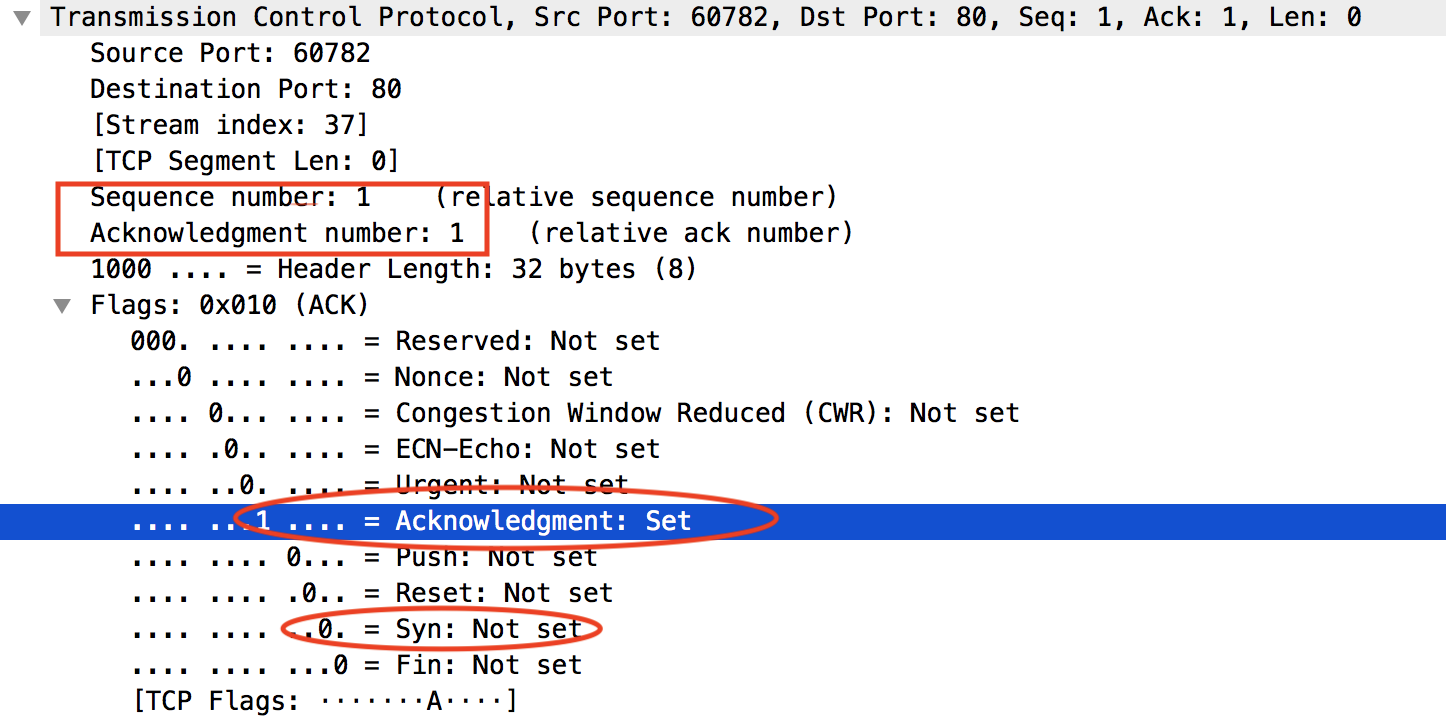 Transmission Control Protocol, Src Port: 60782, Dst Port: 80, Seq: 1, Ack: 1, Len: 0
Source Port: 60782
Destination Port: 80
[Stream index: 37]
[TCP Segment Len: 0]
Sequence number: 1    (relative sequence number)
Acknowledgment number: 1    (relative ack number)
1000 .... = Header Length: 32 bytes (8)
Flags: 0x010 (ACK)
000. .... .... = Reserved: Not set
...0 .... .... = Nonce: Not set
.... 0... .... = Congestion Window Reduced (CWR): Not set
.... .0.. .... = ECN-Echo: Not set
.... ..0. .... = Urgent: Not set
.... ...1 .... = Acknowledgment: Set
.... .... 0... = Push: Not set
.... .... .0.. = Reset: Not set
.... .... ..0. = Syn: Not set
.... .... ...0 = Fin: Not set
[TCP Flags: ·······A····]